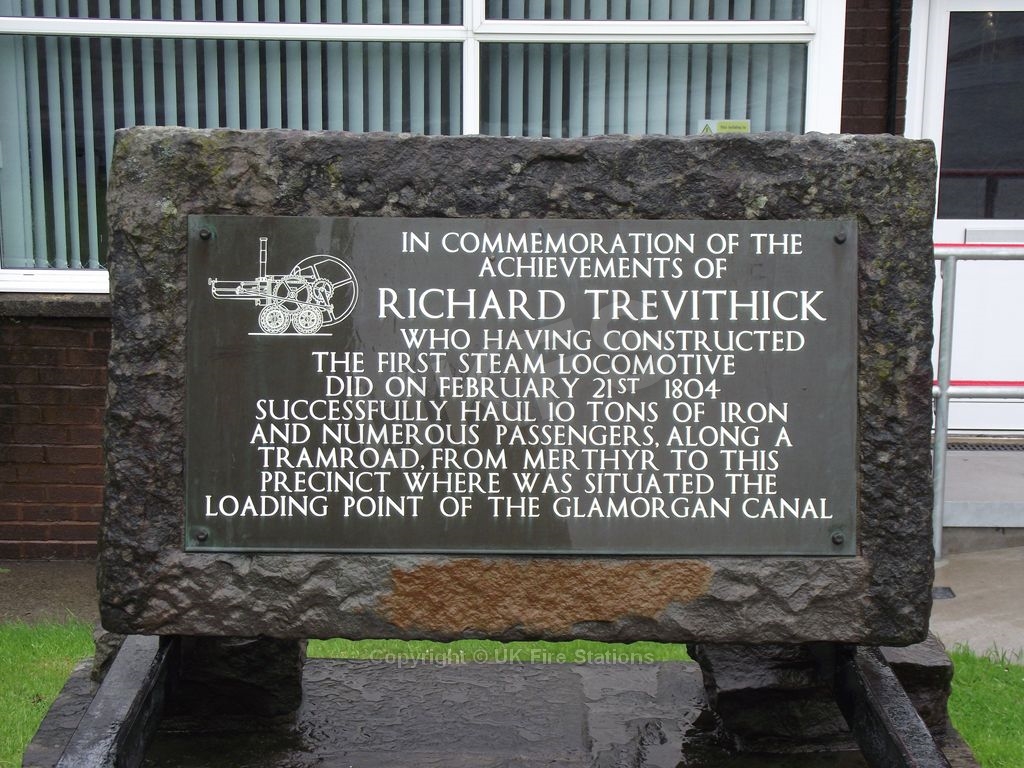 IN COMMEMORATION OF THE
ACHIEVEMENTS OF
RICHARD TREVITHICK
WHO HAVING CONSTRUCTED
THE FIRST STEAM LOCOMOTIVE
DID ON FEBRUARY 21ST 1804
SUCCESSFULLY HAUL 10 TONS OF IRON
AND NUMEROUS PASSENGERS, ALONG A
TRAMROAD, FROM MERTHYR TO THIS
PRECINCT WHERE WAS SITUATED THE
LOADING POINT OF THE GLAMORGAN CANAL
Copyright © UK Fire Stations